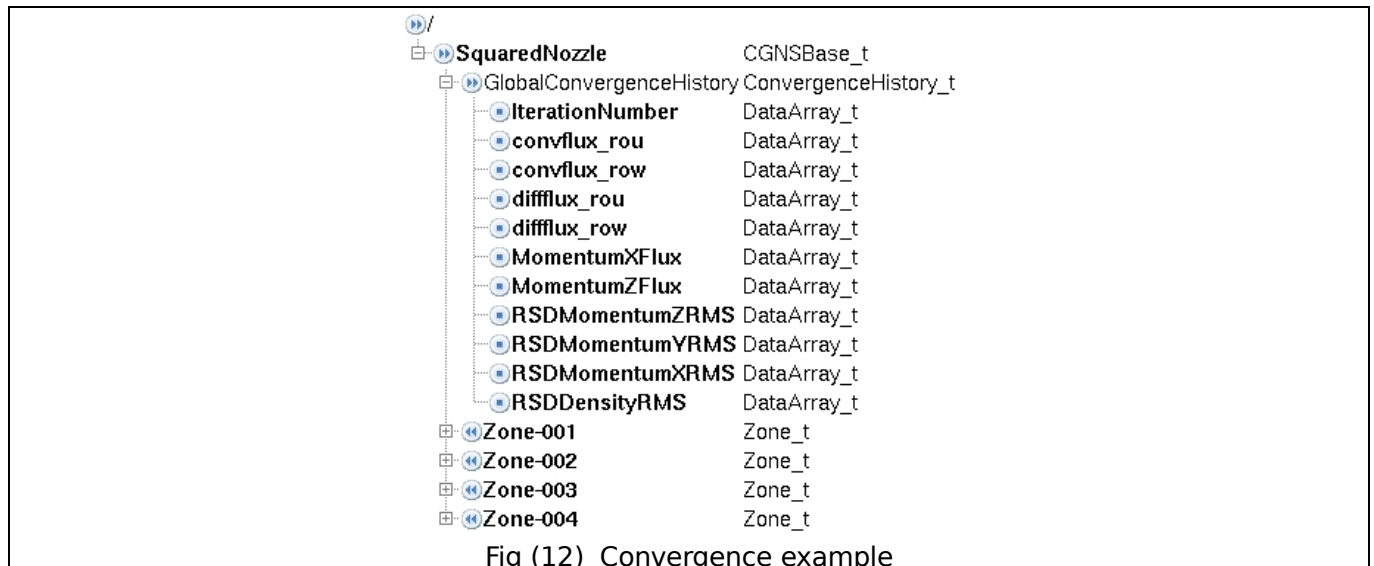 /
SquaredNozzle CGNSBase_t
GlobalConvergenceHistory ConvergenceHistory_t
IterationNumber DataArray_t
convflux_rou DataArray_t
convflux_row DataArray_t
diffflux_rou DataArray_t
diffflux_row DataArray_t
MomentumXFlux DataArray_t
MomentumZFlux DataArray_t
RSDMomentumZRMS DataArray_t
RSDMomentumYRMS DataArray_t
RSDMomentumXRMS DataArray_t
RSDDensityRMS DataArray_t
Zone-001 Zone_t
Zone-002 Zone_t
Zone-003 Zone_t
Zone-004 Zone_t
Fig (12) Convergence example